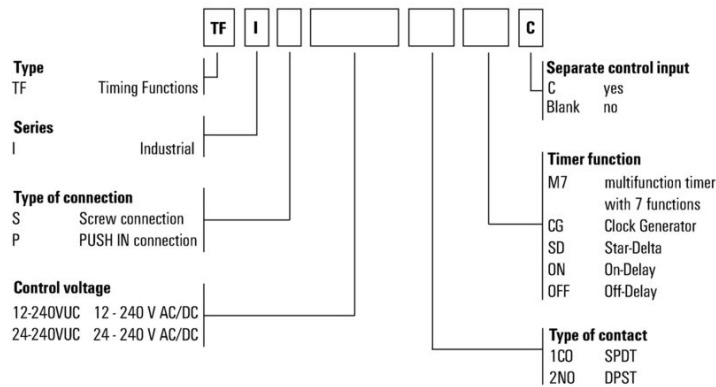 TF I C
Type
TF Timing Functions
Series
I Industrial
Type of connection
S Screw connection
P PUSH IN connection
Control voltage
12-240VUC 12 - 240 V AC/DC
24-240VUC 24 - 240 V AC/DC
Separate control input
C yes
Blank no
Timer function
M7 multifunction timer
with 7 functions
CG Clock Generator
SD Star-Delta
ON On-Delay
OFF Off-Delay
Type of contact
1CO SPDT
2NO DPST